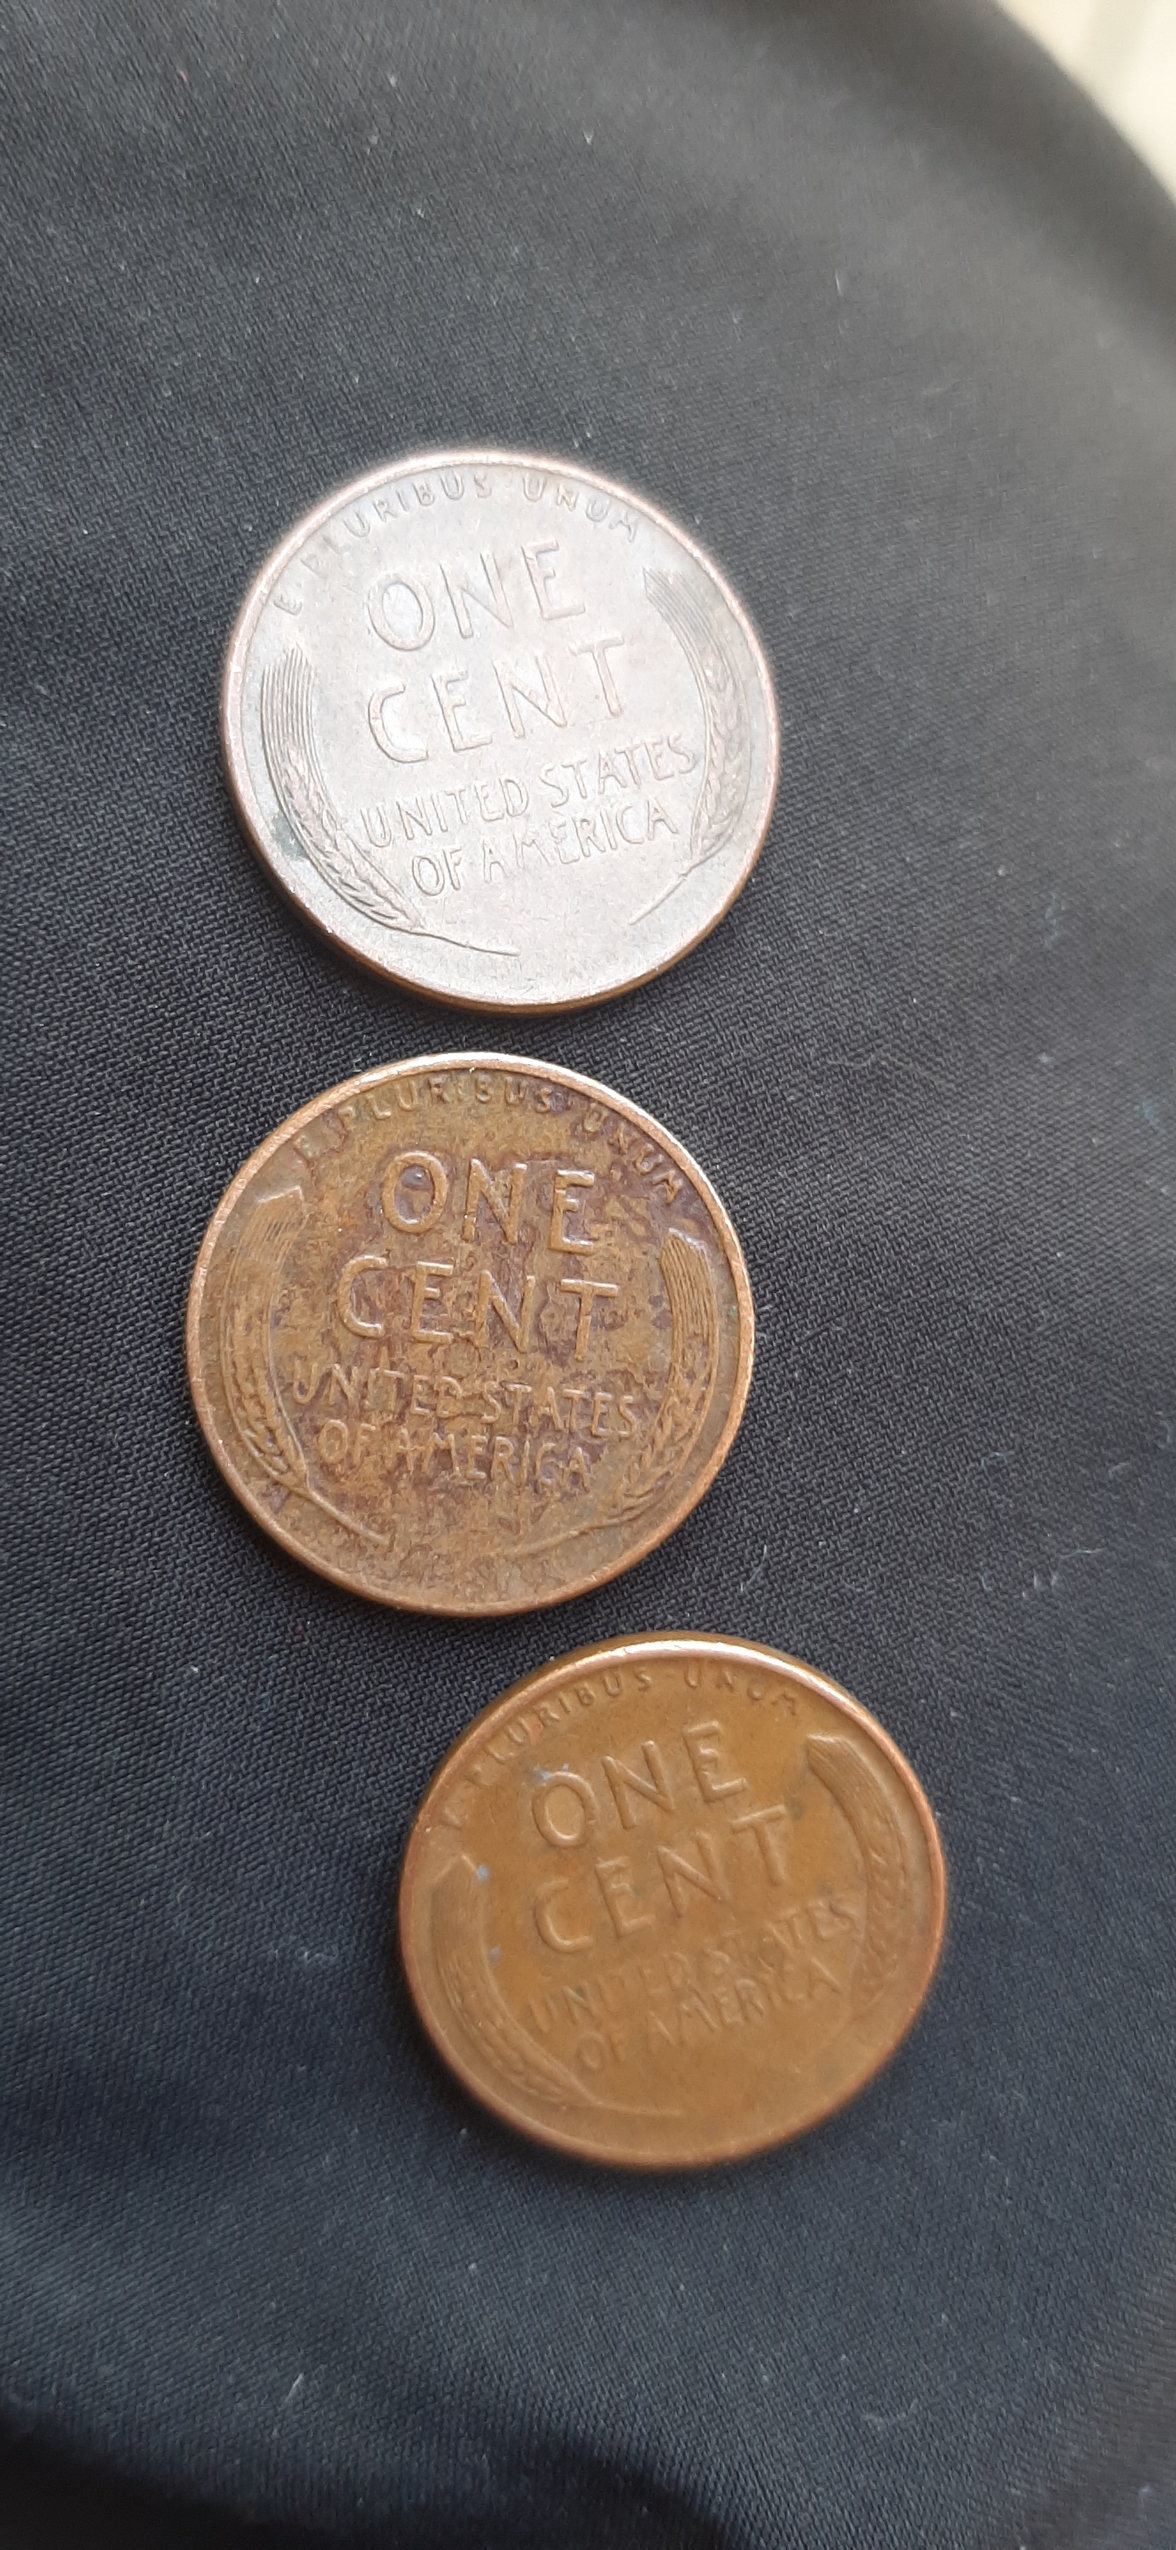 E PLURIBUS UNUM
ONE
CENT
UNITED STATES
OF AMERICA
E PLURIBUS UNUM
ONE
CENT
UNITED STATES
OF AMERICA
E PLURIBUS UNUM
ONE
CENT
UNITED STATES
OF AMERICA